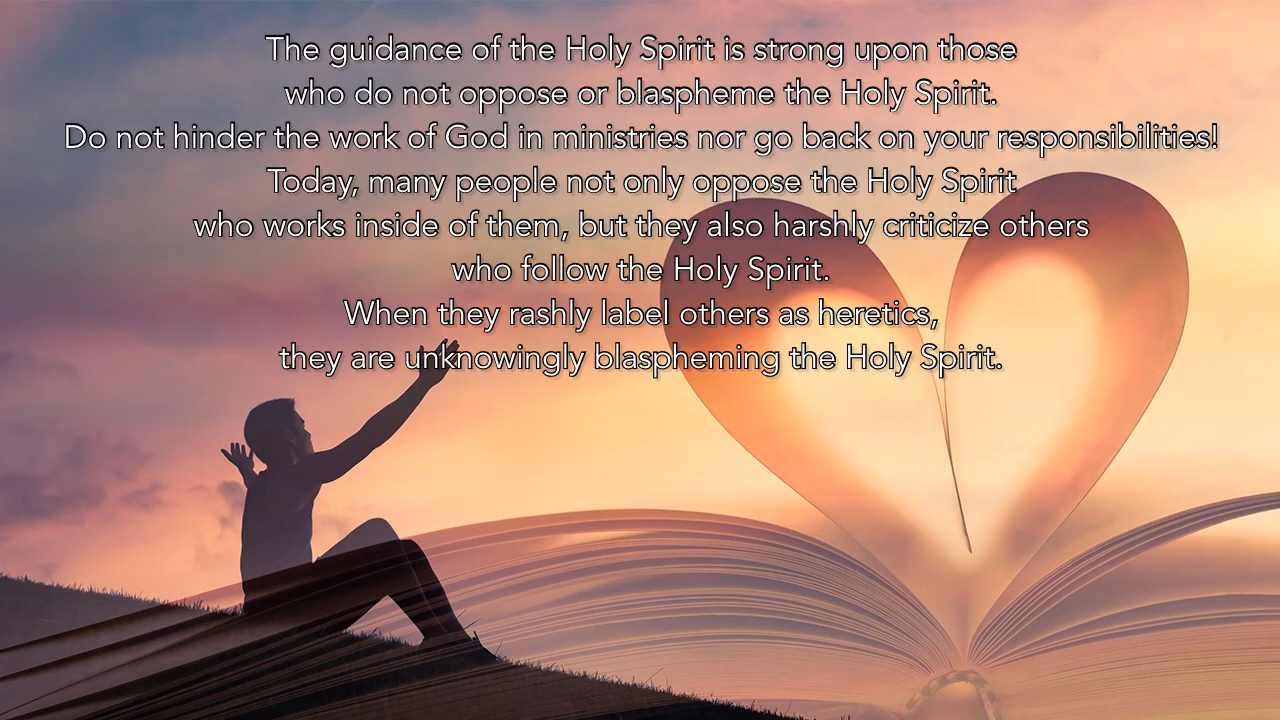 The guidance of the Holy Spirit is strong upon those
who do not oppose or blaspheme the Holy Spirit.
Do not hinder the work of God in ministries nor go back on your responsibilities!
Today, many people not only oppose the Holy Spirit
who works inside of them, but they also harshly criticize others
who follow the Holy Spirit.
When they rashly label others as heretics,
they are unknowingly blaspheming the Holy Spirit.